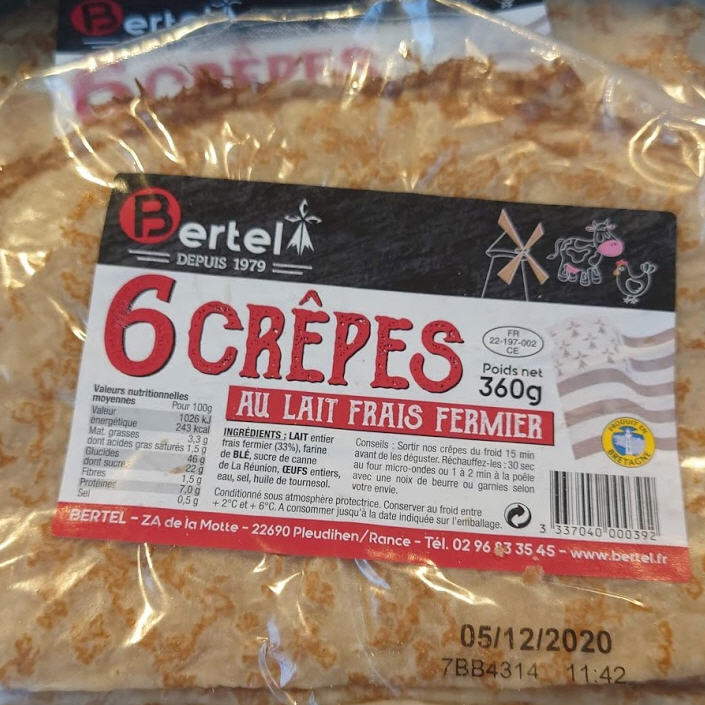 Bertel
6 CRÊPES
Bertel
DEPUIS 1979
6 CRÊPES
FR
22-197-002
CE
Poids net
360g
AU LAIT FRAIS FERMIER
PRODUIT EN
BRETAGNE
Valeurs nutritionnelles
moyennes Pour 100g
Valeur 1026 kJ
énergétique 243 kcal
Mat. grasses 3,3 g
dont acides gras saturés 1,5 g
Glucides 46 g
dont sucre 22 g
Fibres 1,5 g
Protéines 7,0 g
Sel 0,5 g
INGRÉDIENTS : LAIT entier
frais fermier (33%), farine
de BLÉ, sucre de canne
de La Réunion, ŒUFS entiers,
eau, sel, huile de tournesol.
Conseils : Sortir nos crêpes du froid 15 min
avant de les déguster. Réchauffez-les : 30 sec
au four micro-ondes ou 1 à 2 min à la poêle
avec une noix de beurre ou garnies selon
votre envie.
Conditionné sous atmosphère protectrice. Conserver au froid entre
+ 2°C et + 6°C. A consommer jusqu'à la date indiquée sur l'emballage.
3 337040 000392
BERTEL - ZA de la Motte - 22690 Pleudihen/Rance - Tél. 02 96 83 35 45 - www.bertel.fr
05/12/2020
7BB4314 11:42